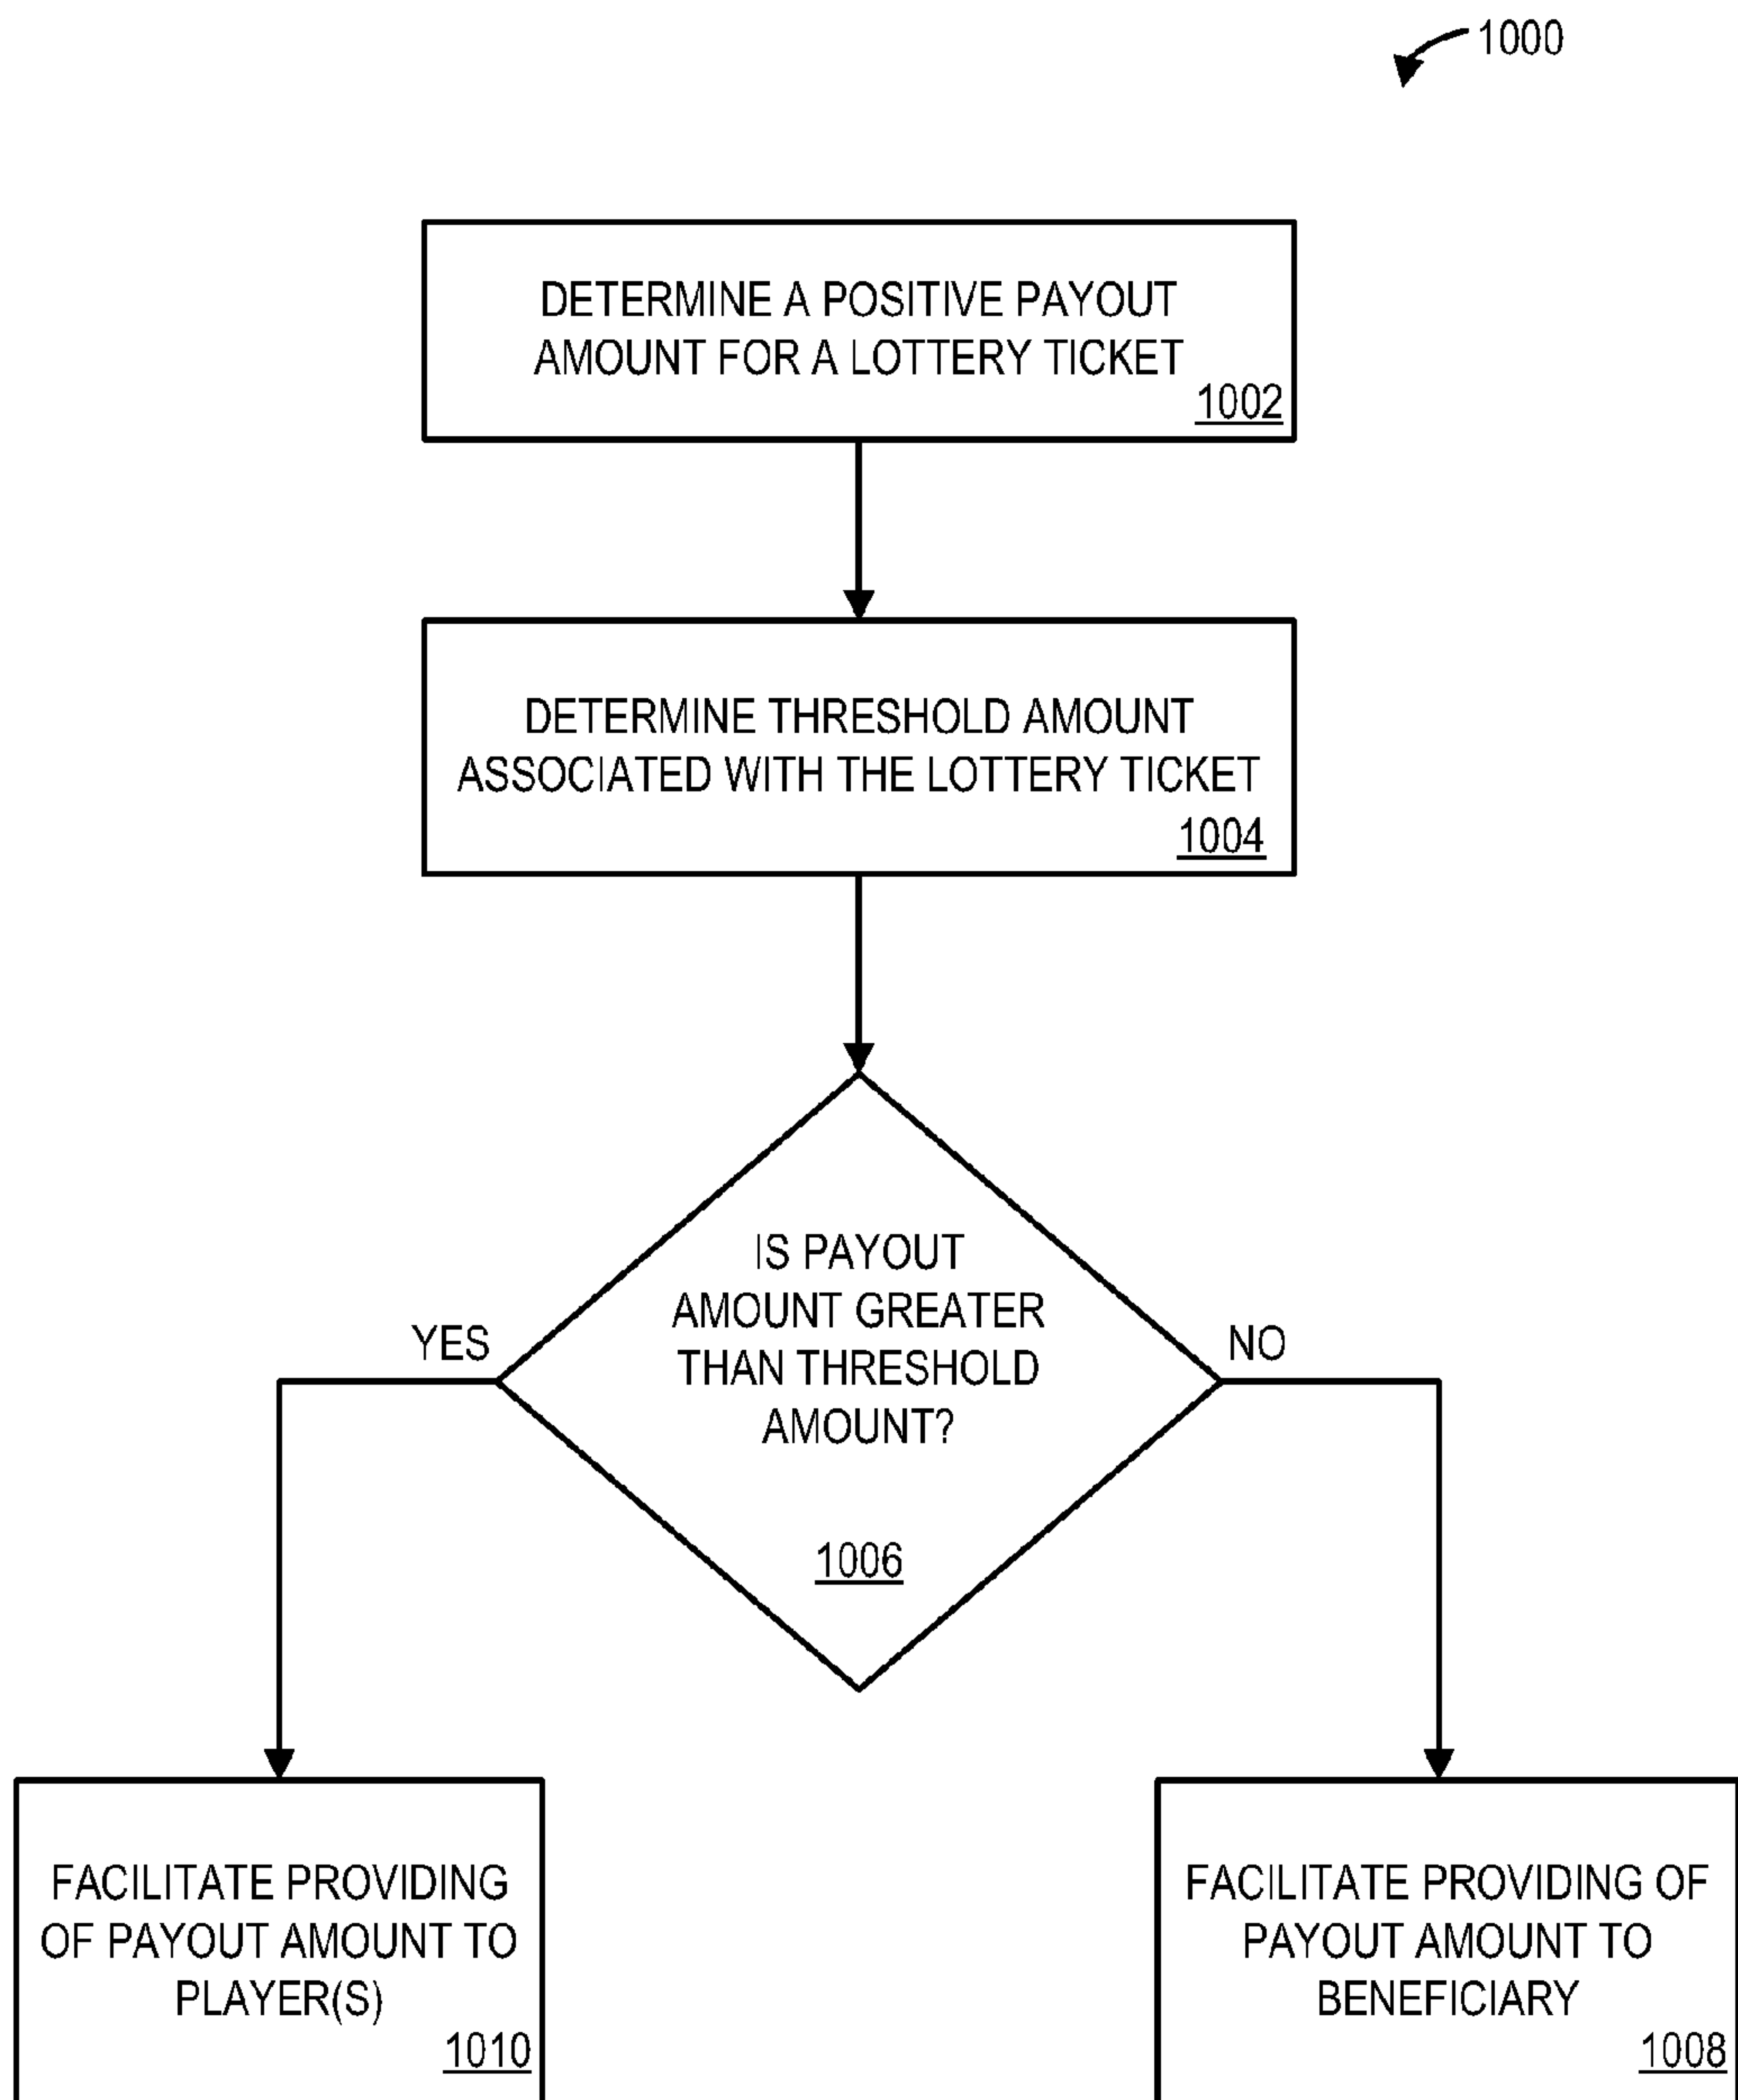 1000
DETERMINE A POSITIVE PAYOUT
AMOUNT FOR A LOTTERY TICKET
1002
DETERMINE THRESHOLD AMOUNT
ASSOCIATED WITH THE LOTTERY TICKET
1004
IS PAYOUT
AMOUNT GREATER
THAN THRESHOLD
AMOUNT?
1006
YES
NO
FACILITATE PROVIDING
OF PAYOUT AMOUNT TO
PLAYER(S)
1010
FACILITATE PROVIDING OF
PAYOUT AMOUNT TO
BENEFICIARY
1008